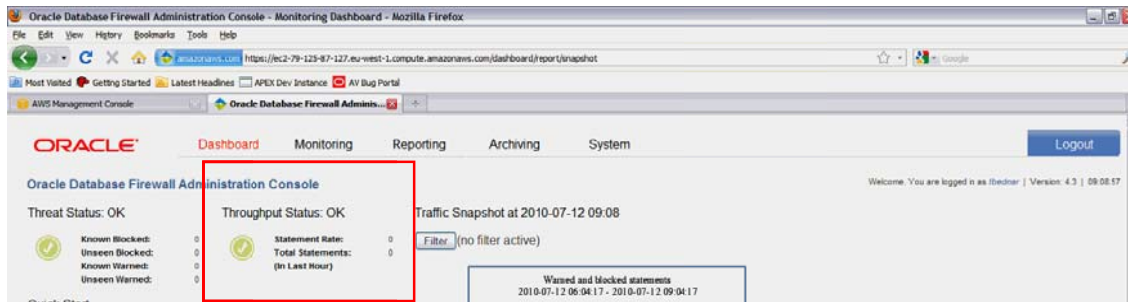 Oracle Database Firewall Administration Console - Monitoring Dashboard - Mozilla Firefox
File Edit View History Bookmarks Tools Help
amazonaws.com https://ec2-79-125-87-127.eu-west-1.compute.amazonaws.com/dashboard/report/snapshot
Google
Most Visited Getting Started Latest Headlines APEX Dev Instance AV Bug Portal
AWS Management Console Oracle Database Firewall Adminis...
ORACLE Dashboard Monitoring Reporting Archiving System Logout
Oracle Database Firewall Administration Console
Welcome. You are logged in as rbednar | Version: 4.3 | 09:08:57
Threat Status: OK
Known Blocked: 0
Unseen Blocked: 0
Known Warned: 0
Unseen Warned: 0
Throughput Status: OK
Statement Rate: 0
Total Statements: 0
(In Last Hour)
Traffic Snapshot at 2010-07-12 09:08
Filter (no filter active)
Warned and blocked statements
2010-07-12 06:04:17 - 2010-07-12 09:04:17
Quick Start